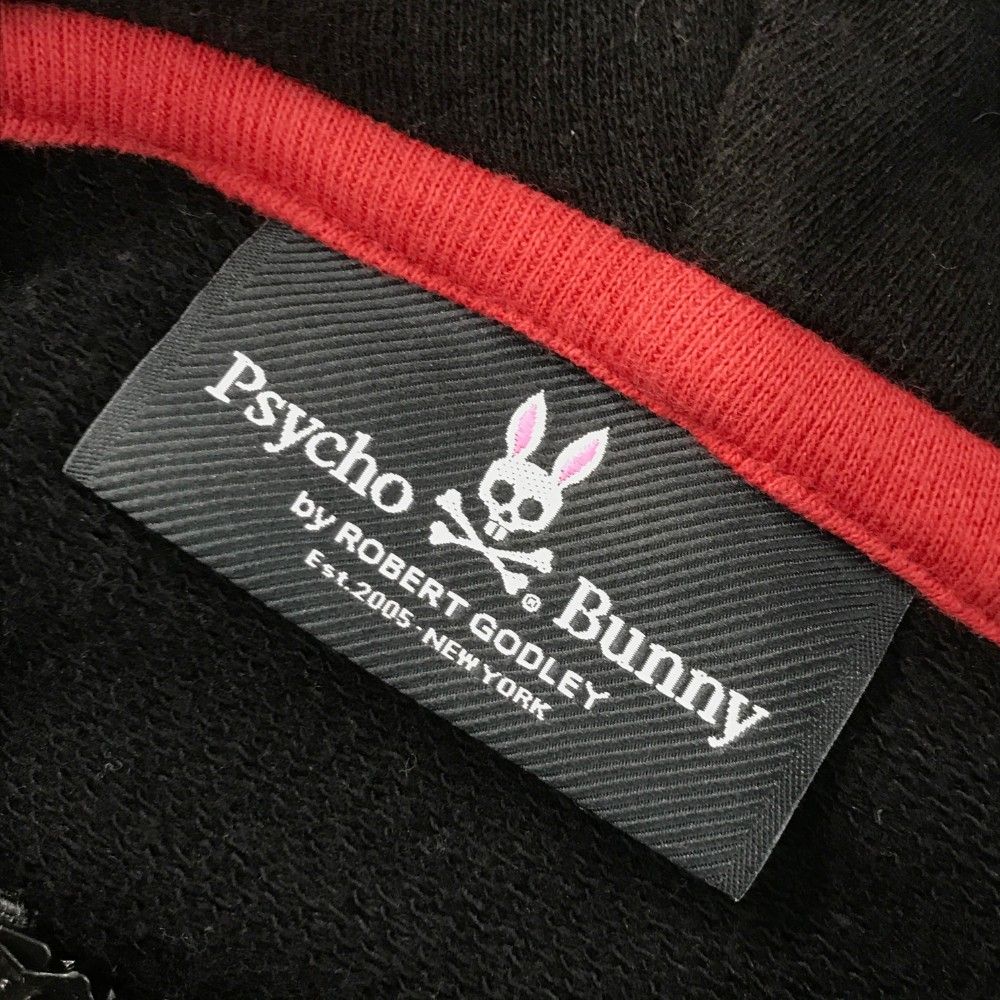 Psycho Bunny®
by ROBERT GODLEY
Est.2005-NEW YORK